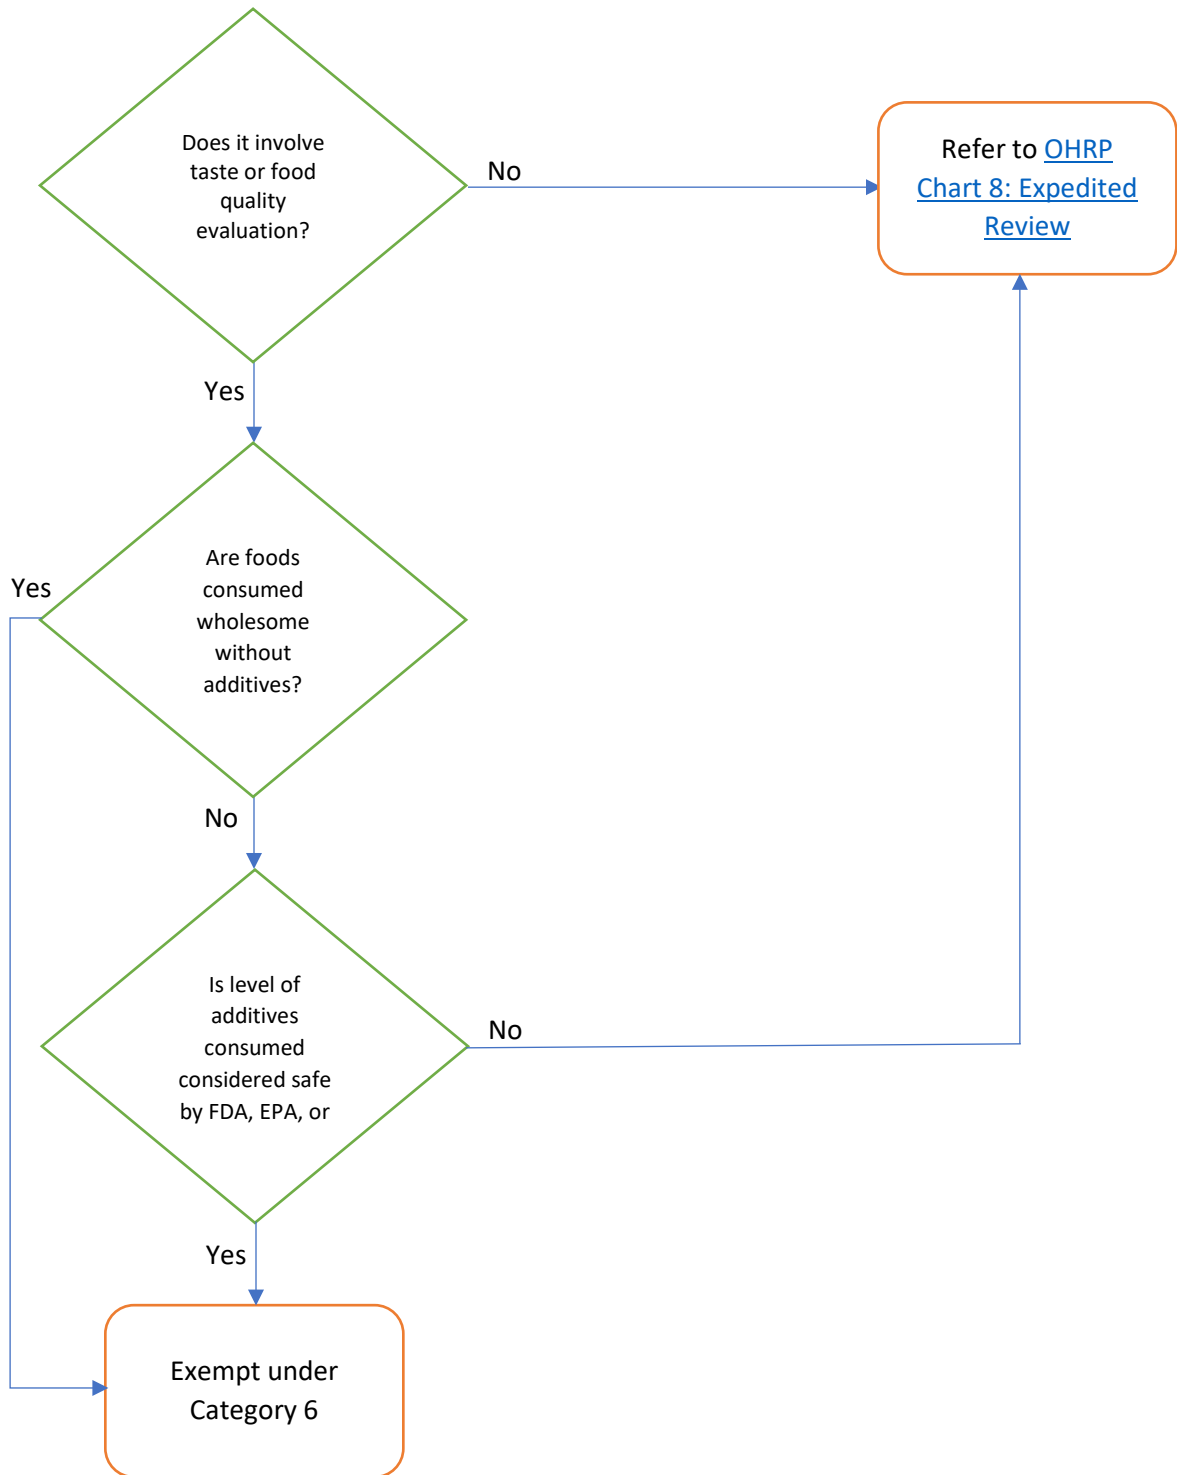 Does it involve
taste or food
quality
evaluation?
No
Refer to OHRP
Chart 8: Expedited
Review
Yes
Are foods
consumed
wholesome
without
additives?
Yes
No
Is level of
additives
consumed
considered safe
by FDA, EPA, or
No
Yes
Exempt under
Category 6